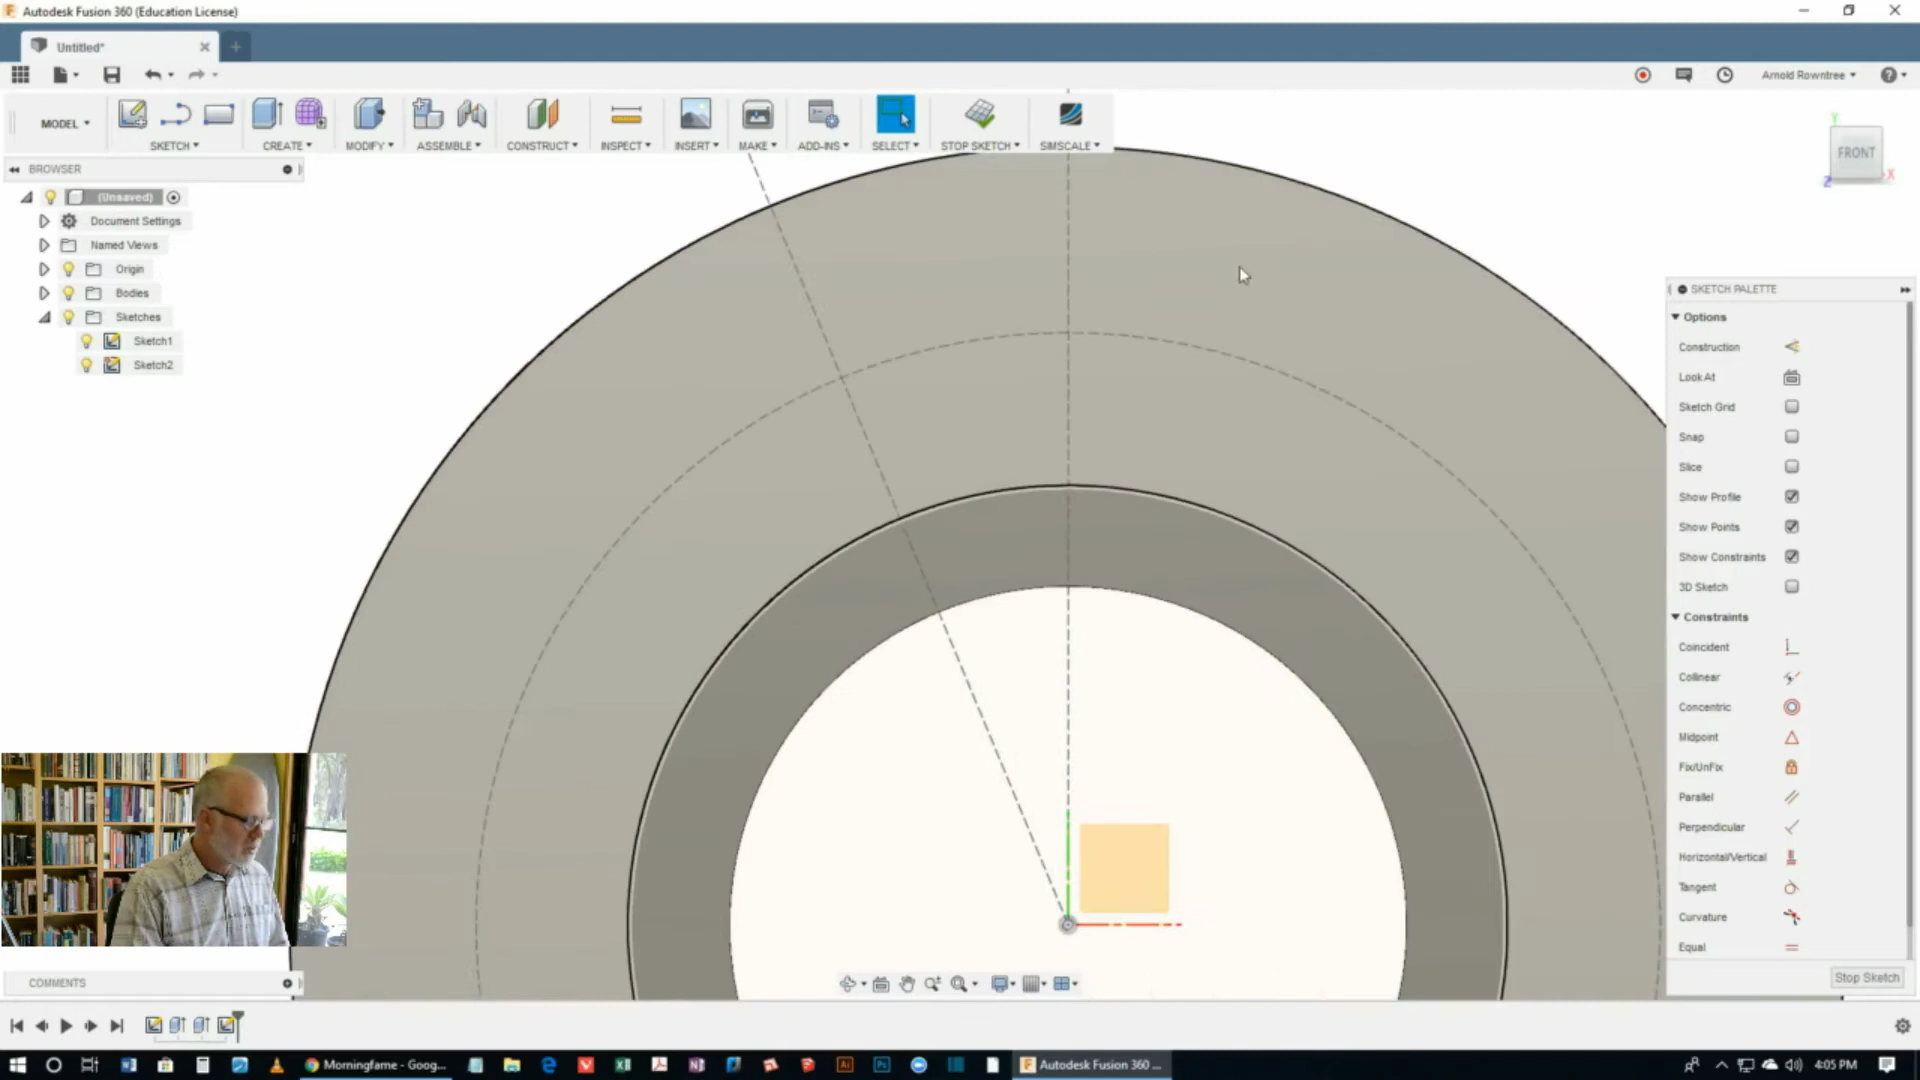 Autodesk Fusion 360 (Education License)
Untitled*
Arnold Rowntree
MODEL
SKETCH
CREATE
MODIFY
ASSEMBLE
CONSTRUCT
INSPECT
INSERT
MAKE
ADD-INS
SELECT
STOP SKETCH
SIMSCALE
BROWSER
(Unsaved)
Document Settings
Named Views
Origin
Bodies
Sketches
Sketch1
Sketch2
Y
FRONT
X
Z
SKETCH PALETTE
Options
Construction
Look At
Sketch Grid
Snap
Slice
Show Profile
Show Points
Show Constraints
3D Sketch
Constraints
Coincident
Collinear
Concentric
Midpoint
Fix/UnFix
Parallel
Perpendicular
Horizontal/Vertical
Tangent
Curvature
Equal
Stop Sketch
COMMENTS
Morningfame - Goog...
Autodesk Fusion 360 ...
4:05 PM